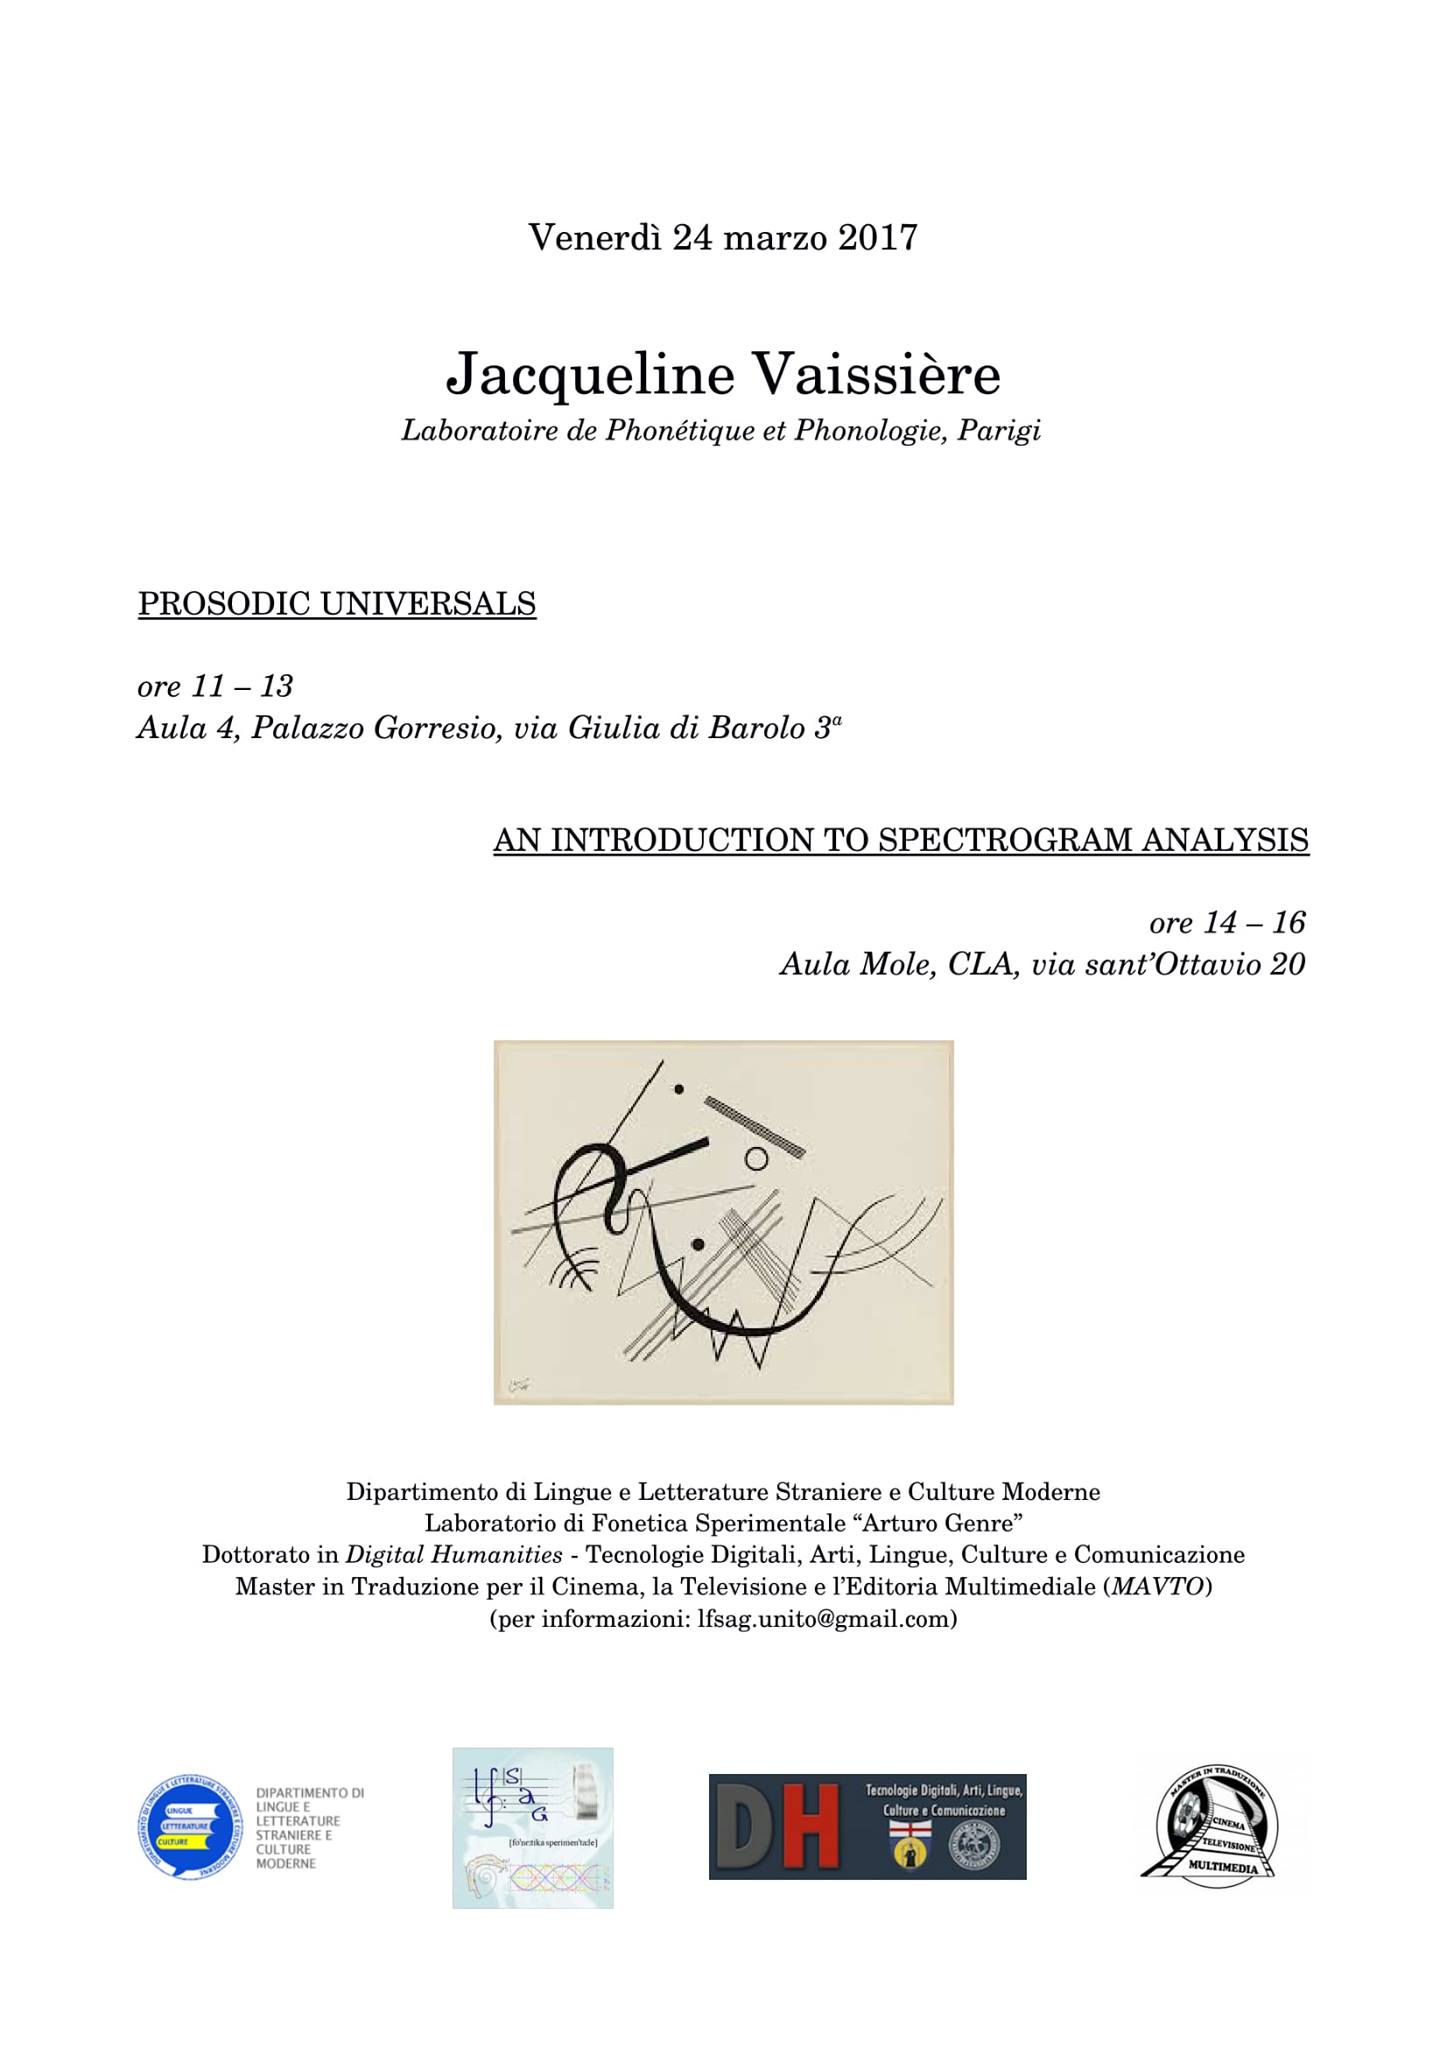 Venerdì 24 marzo 2017
Jacqueline Vaissière
Laboratoire de Phonétique et Phonologie, Parigi
PROSODIC UNIVERSALS
ore 11 – 13
Aula 4, Palazzo Gorresio, via Giulia di Barolo 3ª
AN INTRODUCTION TO SPECTROGRAM ANALYSIS
ore 14 – 16
Aula Mole, CLA, via sant’Ottavio 20
Dipartimento di Lingue e Letterature Straniere e Culture Moderne
Laboratorio di Fonetica Sperimentale “Arturo Genre”
Dottorato in Digital Humanities - Tecnologie Digitali, Arti, Lingue, Culture e Comunicazione
Master in Traduzione per il Cinema, la Televisione e l’Editoria Multimediale (MAVTO)
(per informazioni: lfsag.unito@gmail.com)
DIPARTIMENTO DI LINGUE E LETTERATURE STRANIERE E CULTURE MODERNE
LINGUE
LETTERATURE
CULTURE
DIPARTIMENTO DI
LINGUE E
LETTERATURE
STRANIERE E
CULTURE
MODERNE
lf|S|aG
DH
Tecnologie Digitali, Arti, Lingue,
Culture e Comunicazione
MASTER IN TRADUZIONE
CINEMA
TELEVISIONE
MULTIMEDIA